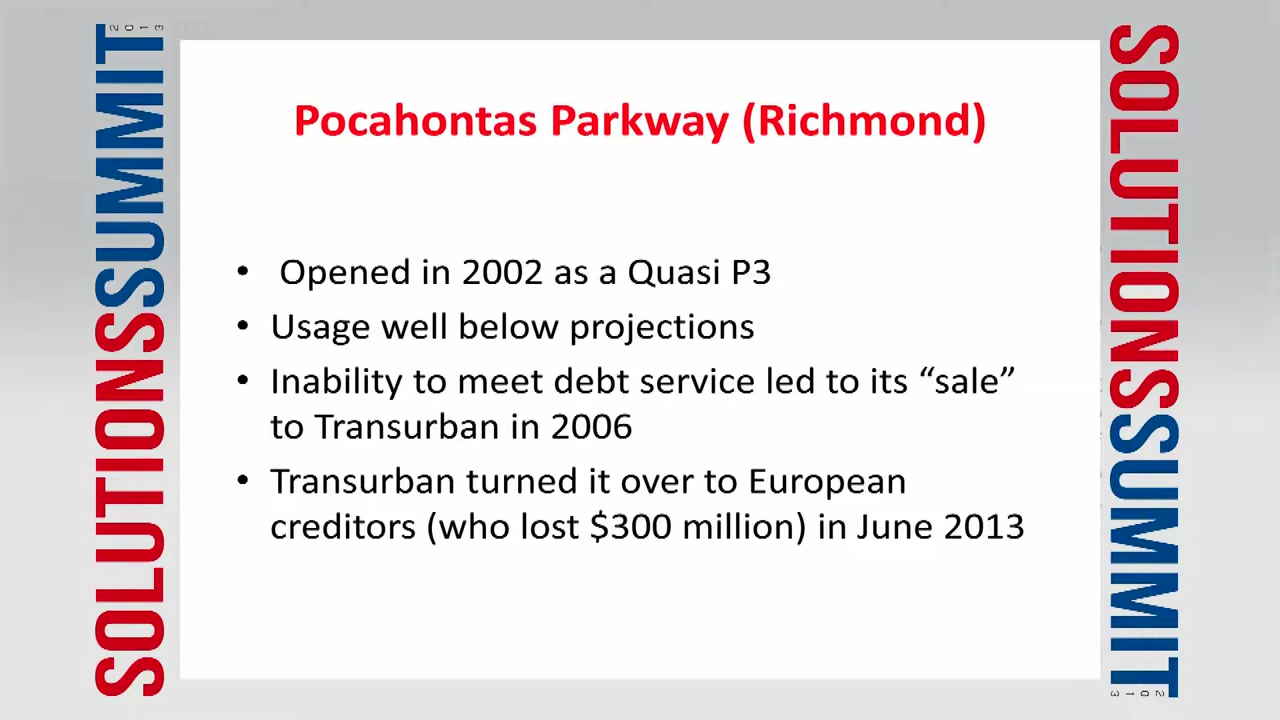 SOLUTIONSSUMMIT
2013
Pocahontas Parkway (Richmond)
• Opened in 2002 as a Quasi P3
• Usage well below projections
• Inability to meet debt service led to its “sale”
to Transurban in 2006
• Transurban turned it over to European
creditors (who lost $300 million) in June 2013
SOLUTIONSSUMMIT
2013